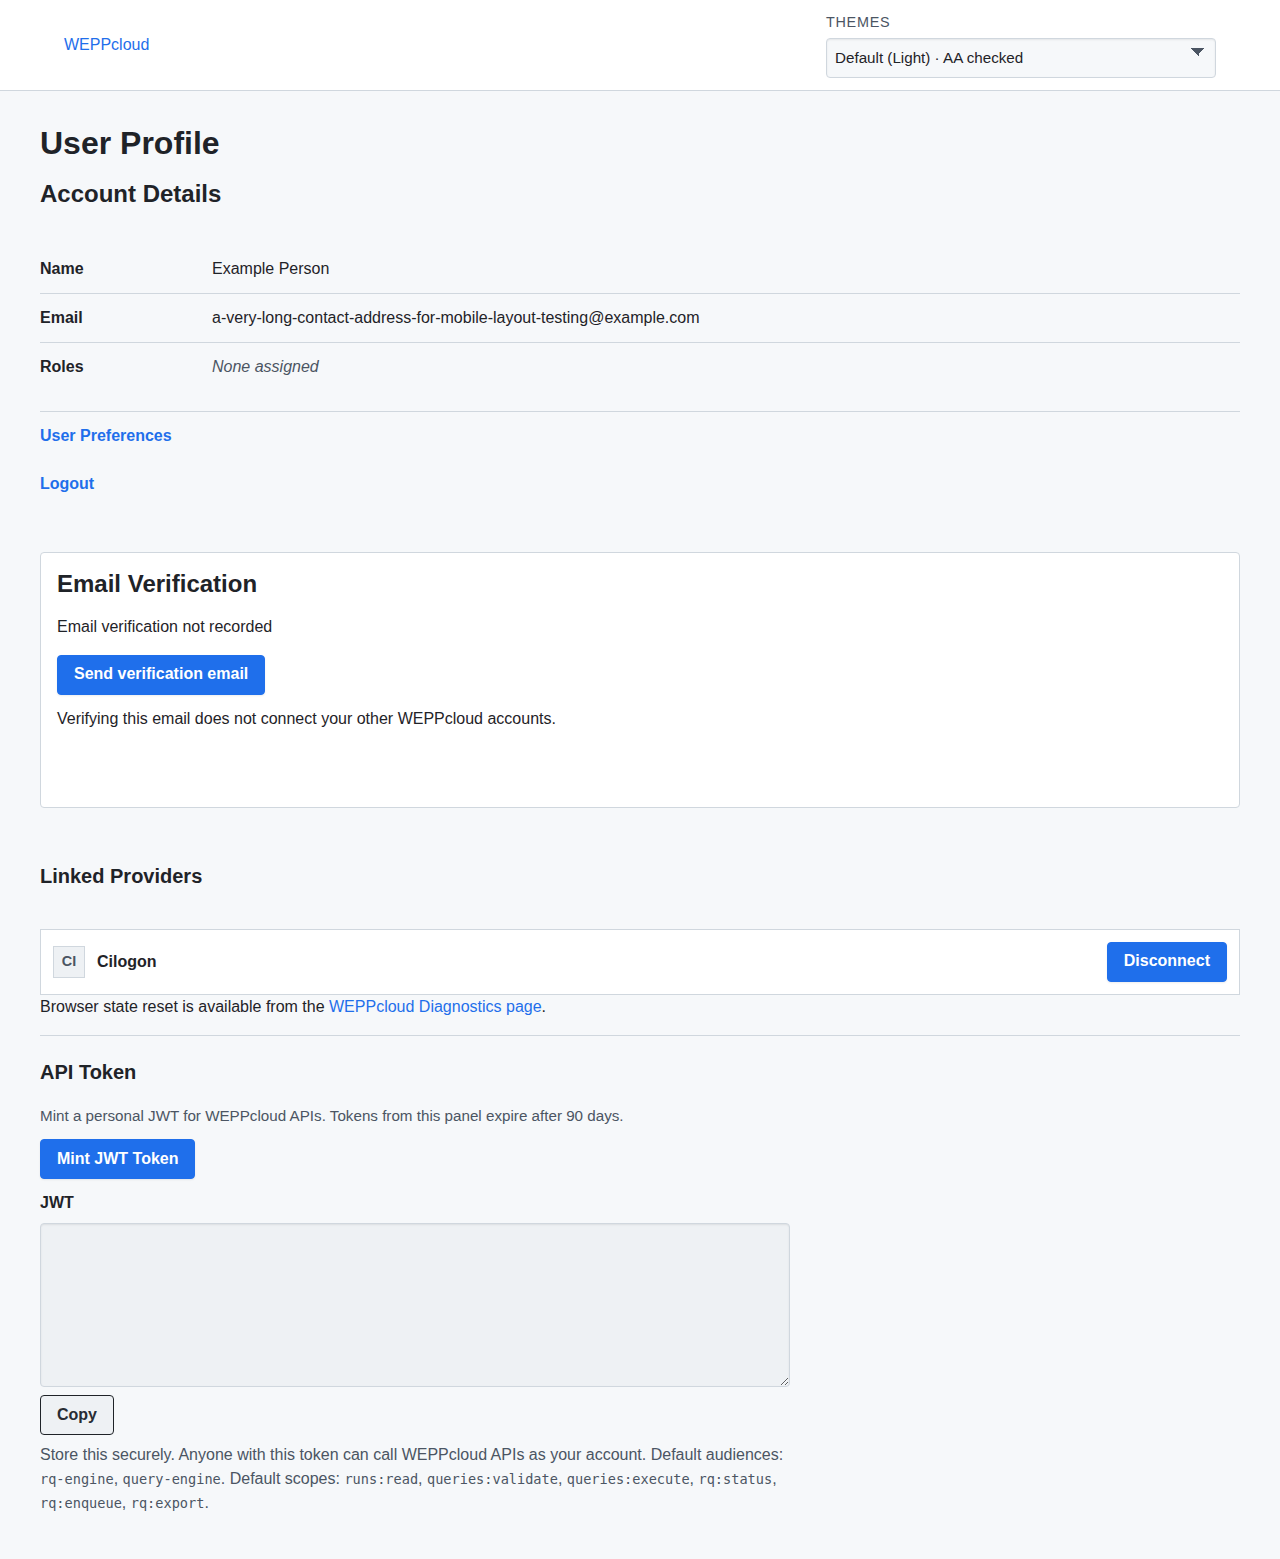 WEPPcloud
THEMES
Default (Light) · AA checked
User Profile
Account Details
Name Example Person
Email a-very-long-contact-address-for-mobile-layout-testing@example.com
Roles None assigned
User Preferences
Logout
Email Verification
Email verification not recorded
Send verification email
Verifying this email does not connect your other WEPPcloud accounts.
Linked Providers
CI Cilogon Disconnect
Browser state reset is available from the WEPPcloud Diagnostics page.
API Token
Mint a personal JWT for WEPPcloud APIs. Tokens from this panel expire after 90 days.
Mint JWT Token
JWT
Copy
Store this securely. Anyone with this token can call WEPPcloud APIs as your account. Default audiences:
rq-engine, query-engine. Default scopes: runs:read, queries:validate, queries:execute, rq:status,
rq:enqueue, rq:export.